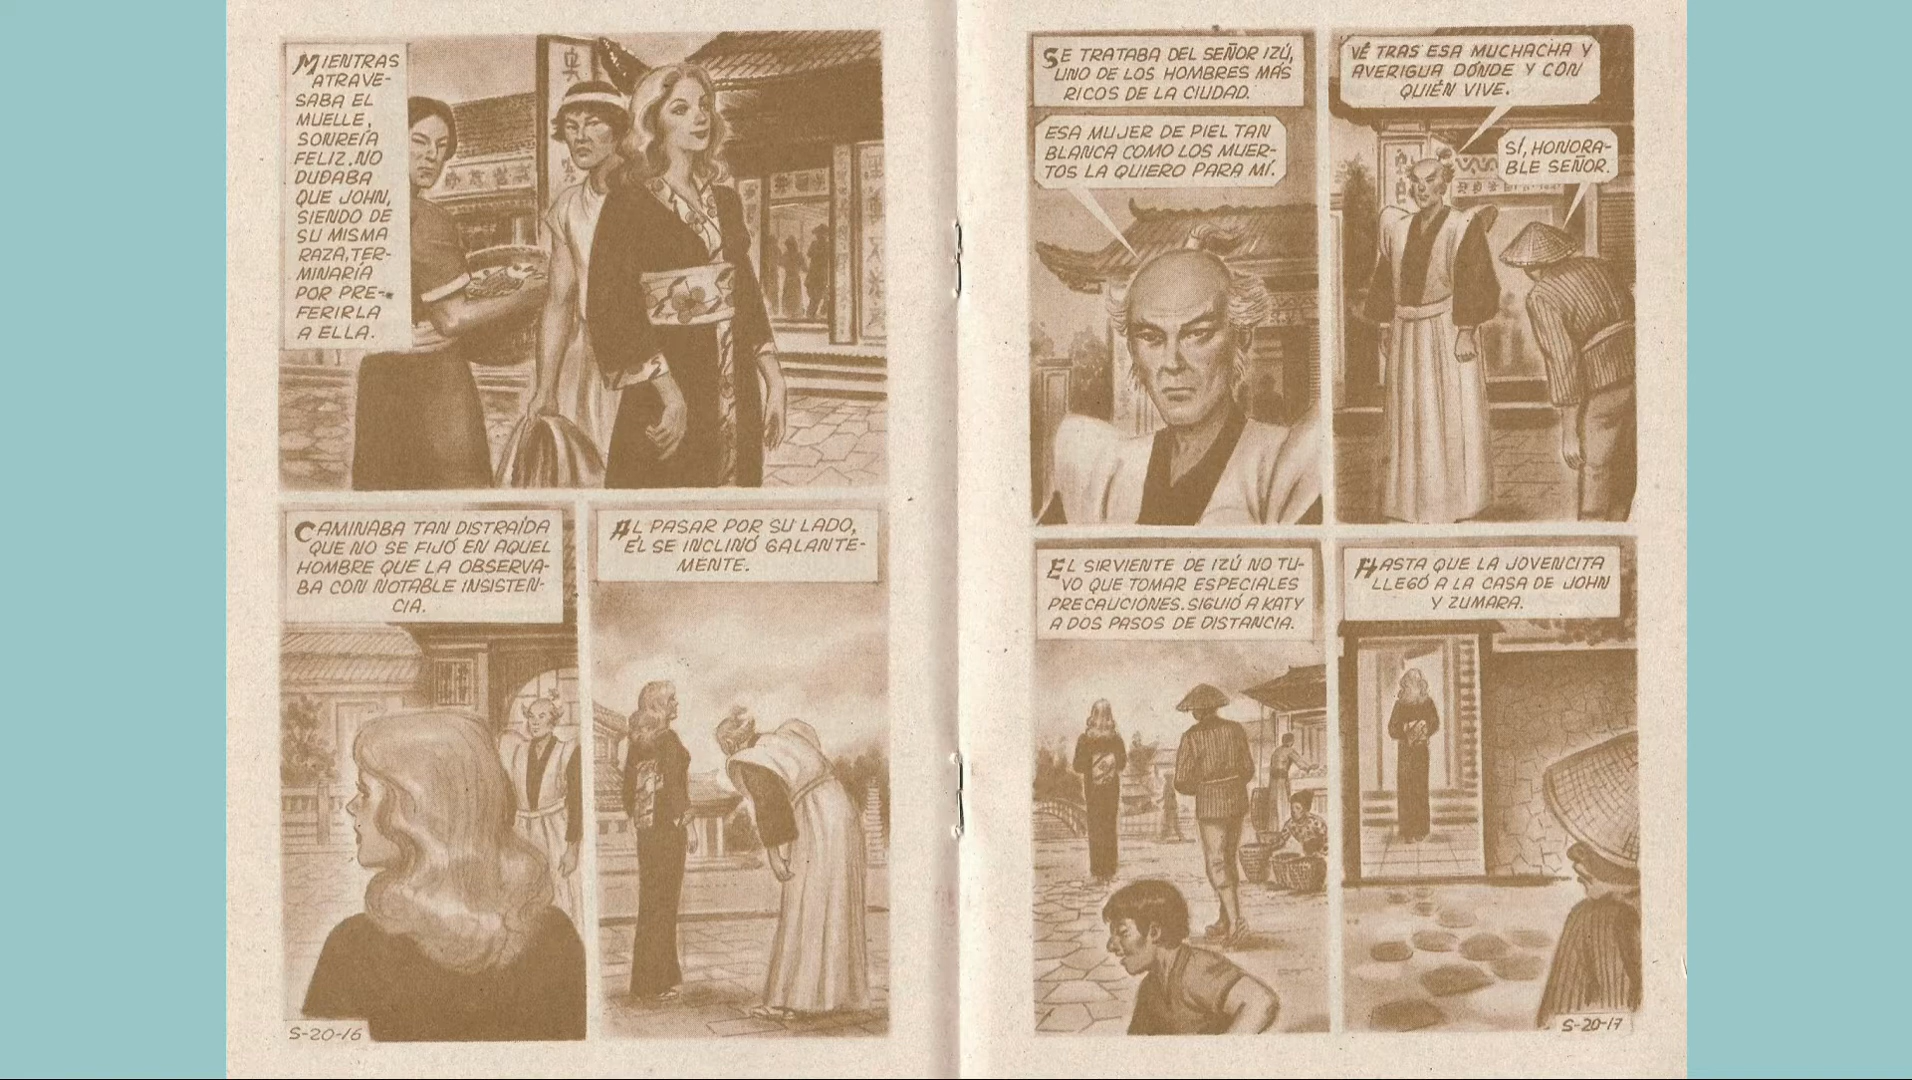 MIENTRAS
ATRAVE-
SABA EL
MUELLE,
SONREÍA
FELIZ. NO
DUDABA
QUE JOHN,
SIENDO DE
SU MISMA
RAZA, TER-
MINARÍA
POR PRE-
FERIRLA
A ELLA.
CAMINABA TAN DISTRAÍDA
QUE NO SE FIJÓ EN AQUEL
HOMBRE QUE LA OBSERVA-
BA CON NOTABLE INSISTEN-
CIA.
AL PASAR POR SU LADO,
ÉL SE INCLINÓ GALANTE-
MENTE.
S-20-16
SE TRATABA DEL SEÑOR IZÚ,
UNO DE LOS HOMBRES MÁS
RICOS DE LA CIUDAD.
ESA MUJER DE PIEL TAN
BLANCA COMO LOS MUER-
TOS LA QUIERO PARA MÍ.
VÉ TRAS ESA MUCHACHA Y
AVERIGUA DÓNDE Y CON
QUIÉN VIVE.
SÍ, HONORA-
BLE SEÑOR.
EL SIRVIENTE DE IZÚ NO TU-
VO QUE TOMAR ESPECIALES
PRECAUCIONES. SIGUIÓ A KATY
A DOS PASOS DE DISTANCIA.
HASTA QUE LA JOVENCITA
LLEGÓ A LA CASA DE JOHN
Y ZUMARA.
S-20-17